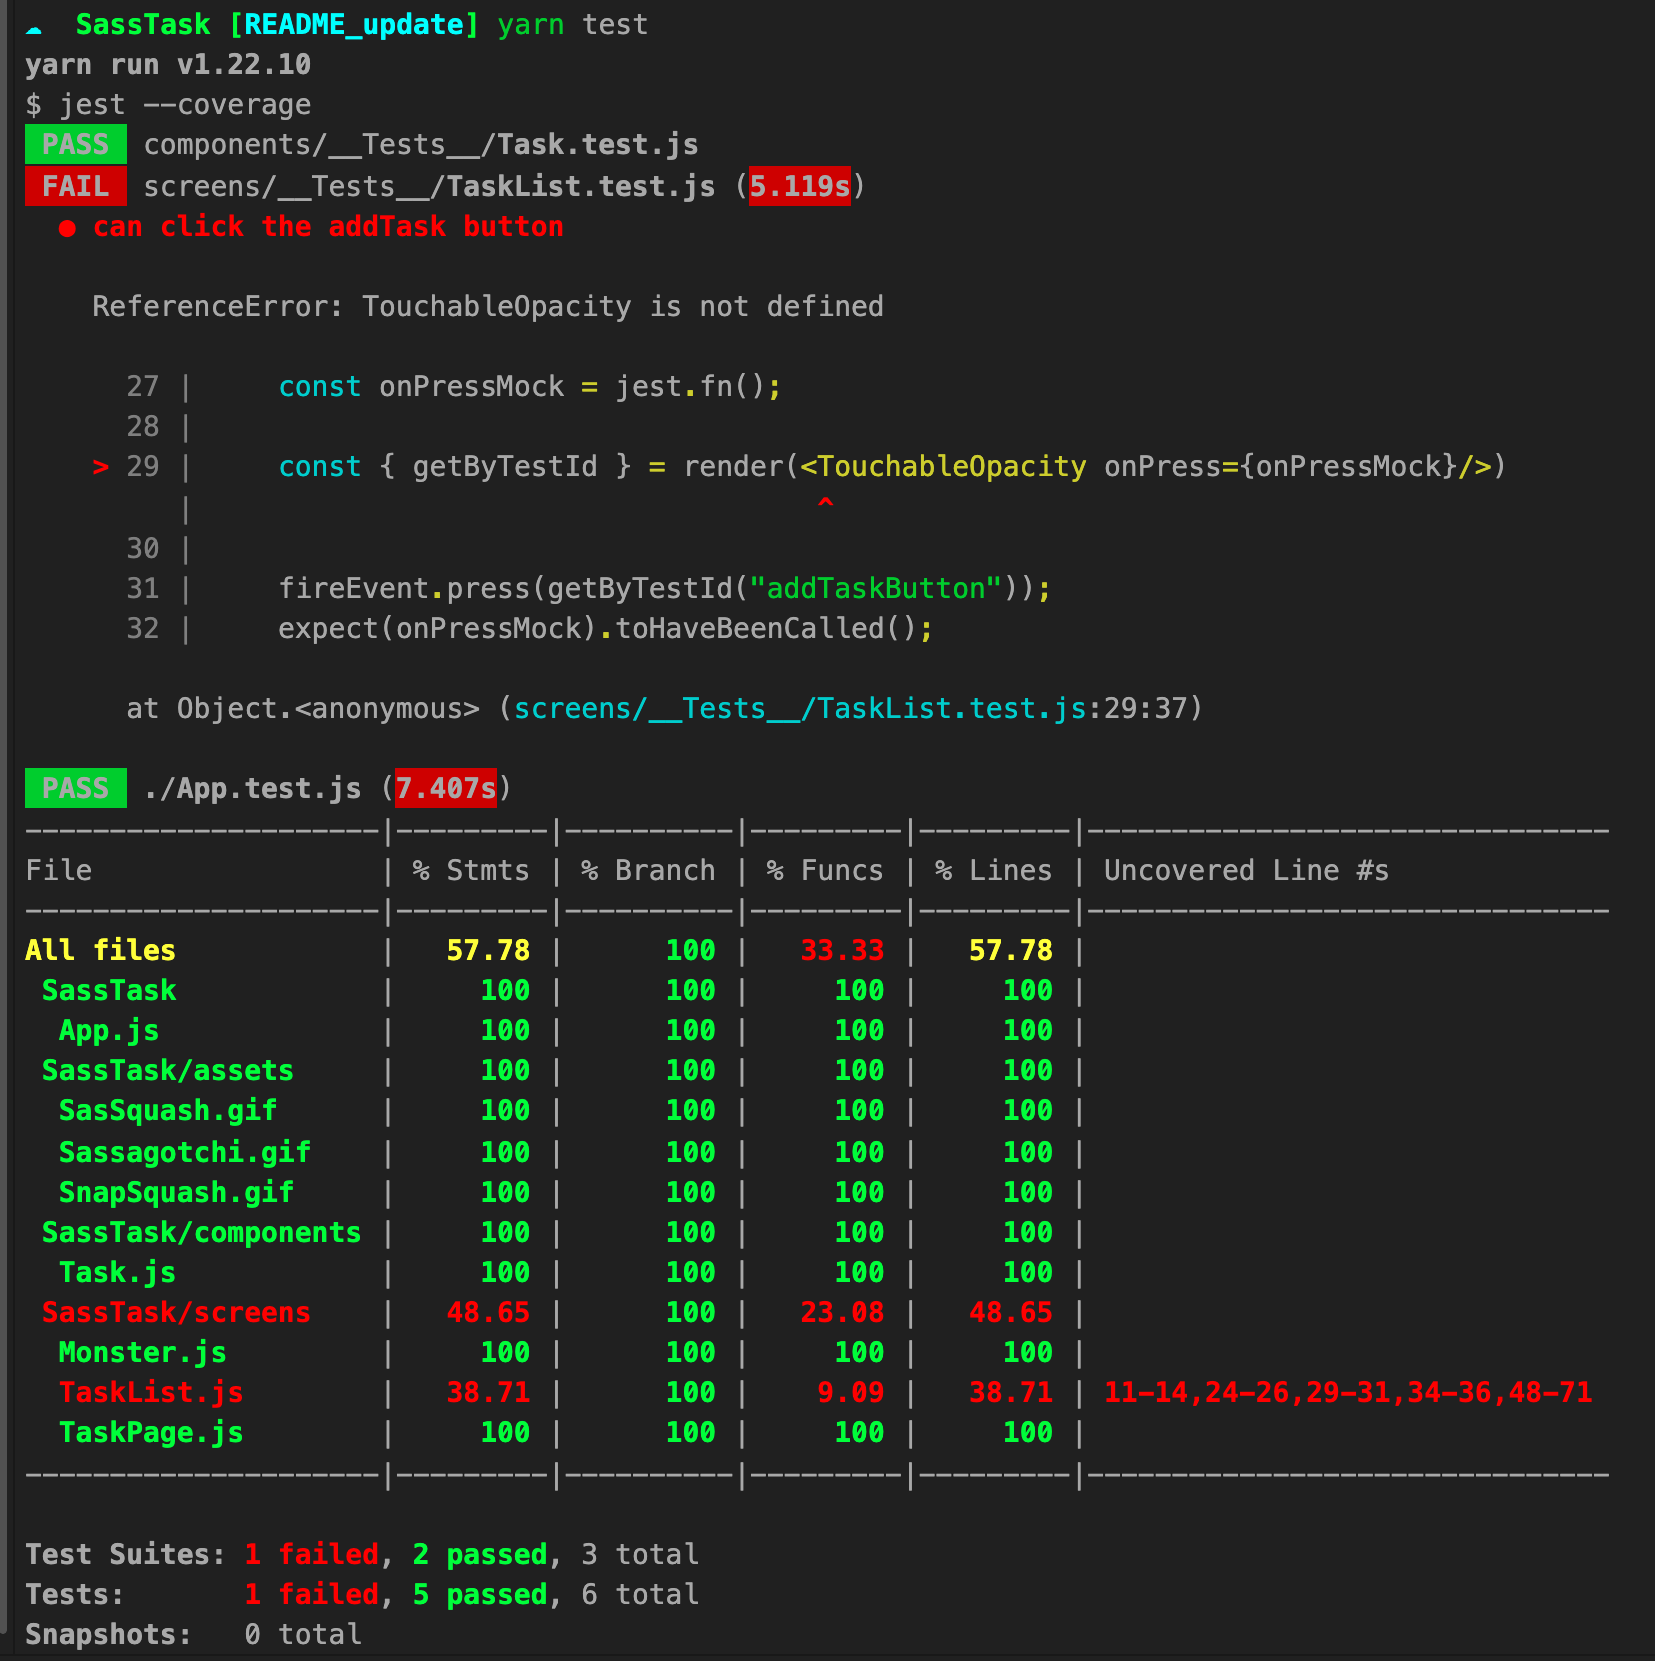 ☁ SassTask [README_update] yarn test
yarn run v1.22.10
$ jest --coverage
PASS components/__Tests__/Task.test.js
FAIL screens/__Tests__/TaskList.test.js (5.119s)
● can click the addTask button
ReferenceError: TouchableOpacity is not defined
27 |     const onPressMock = jest.fn();
28 |
> 29 |     const { getByTestId } = render(<TouchableOpacity onPress={onPressMock}/>)
|                                     ^
30 |
31 |     fireEvent.press(getByTestId("addTaskButton"));
32 |     expect(onPressMock).toHaveBeenCalled();
at Object.<anonymous> (screens/__Tests__/TaskList.test.js:29:37)
PASS ./App.test.js (7.407s)
---------------------|---------|----------|---------|---------|-------------------------------
File                 | % Stmts | % Branch | % Funcs | % Lines | Uncovered Line #s
---------------------|---------|----------|---------|---------|-------------------------------
All files            |   57.78 |      100 |   33.33 |   57.78 |
SassTask            |     100 |      100 |     100 |     100 |
App.js             |     100 |      100 |     100 |     100 |
SassTask/assets     |     100 |      100 |     100 |     100 |
SasSquash.gif      |     100 |      100 |     100 |     100 |
Sassagotchi.gif    |     100 |      100 |     100 |     100 |
SnapSquash.gif     |     100 |      100 |     100 |     100 |
SassTask/components |     100 |      100 |     100 |     100 |
Task.js            |     100 |      100 |     100 |     100 |
SassTask/screens    |   48.65 |      100 |   23.08 |   48.65 |
Monster.js         |     100 |      100 |     100 |     100 |
TaskList.js        |   38.71 |      100 |    9.09 |   38.71 | 11-14,24-26,29-31,34-36,48-71
TaskPage.js        |     100 |      100 |     100 |     100 |
---------------------|---------|----------|---------|---------|-------------------------------
Test Suites: 1 failed, 2 passed, 3 total
Tests:       1 failed, 5 passed, 6 total
Snapshots:   0 total